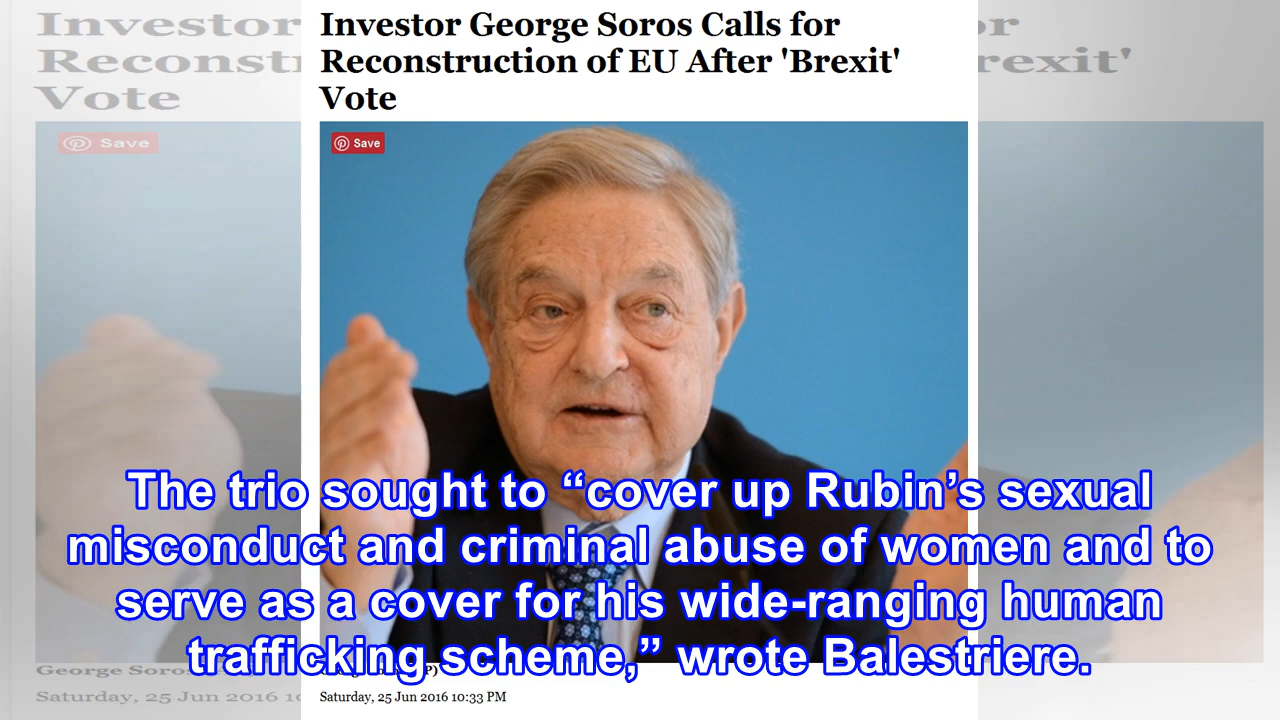 Investor George Soros Calls for
Reconstruction of EU After 'Brexit'
Vote
Save
The trio sought to “cover up Rubin’s sexual
misconduct and criminal abuse of women and to
serve as a cover for his wide-ranging human
trafficking scheme,” wrote Balestriere.
Saturday, 25 Jun 2016 10:33 PM